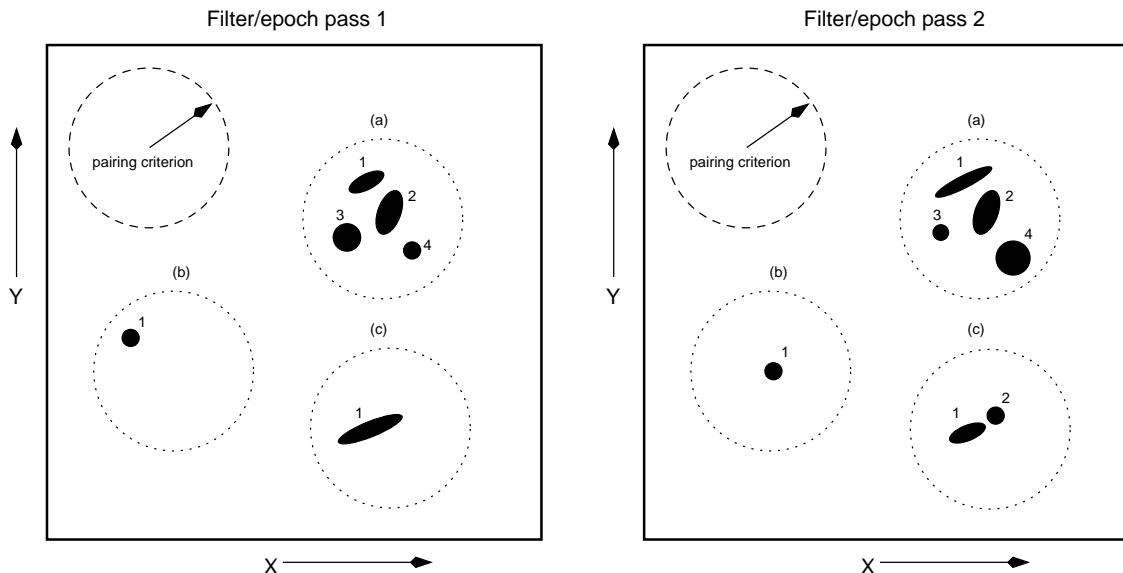 Filter/epoch pass 1
pairing criterion
(a)
1
2
3
4
(b)
1
(c)
1
Y
X
Filter/epoch pass 2
pairing criterion
(a)
1
2
3
4
(b)
1
(c)
1
2
Y
X